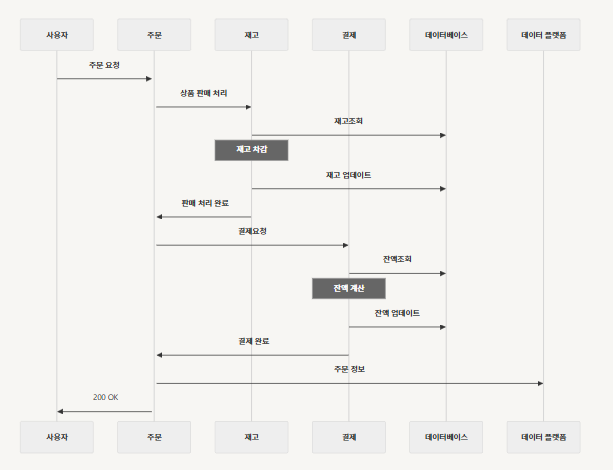 사용자
주문
재고
결제
데이터베이스
데이터 플랫폼
주문 요청
상품 판매 처리
재고조회
재고 차감
재고 업데이트
판매 처리 완료
결제요청
잔액조회
잔액 계산
잔액 업데이트
결제 완료
주문 정보
200 OK
사용자
주문
재고
결제
데이터베이스
데이터 플랫폼